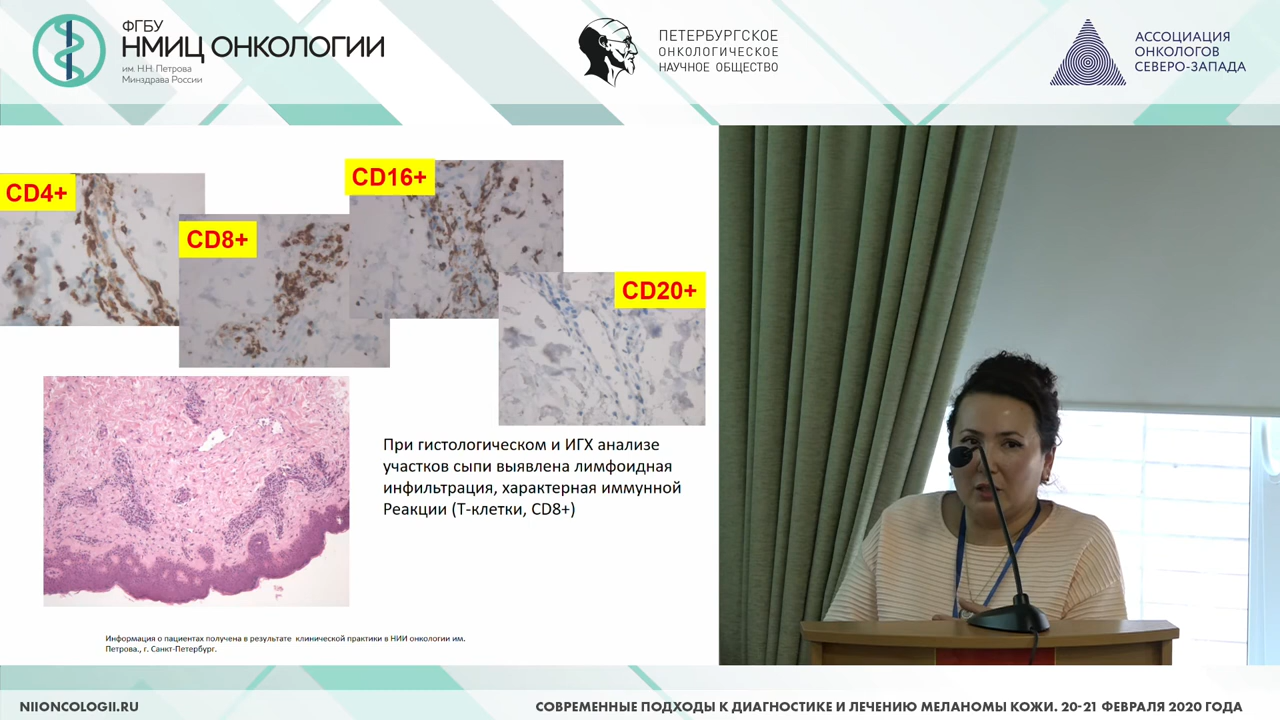 ФГБУ
НМИЦ ОНКОЛОГИИ
им. Н.Н. Петрова
Минздрава России
ПЕТЕРБУРГСКОЕ
ОНКОЛОГИЧЕСКОЕ
НАУЧНОЕ ОБЩЕСТВО
АССОЦИАЦИЯ
ОНКОЛОГОВ
СЕВЕРО-ЗАПАДА
CD4+
CD8+
CD16+
CD20+
При гистологическом и ИГХ анализе
участков сыпи выявлена лимфоидная
инфильтрация, характерная иммунной
Реакции (Т-клетки, CD8+)
Информация о пациентах получена в результате клинической практики в НИИ онкологии им.
Петрова., г. Санкт-Петербург.
NIIONCOLOGII.RU
СОВРЕМЕННЫЕ ПОДХОДЫ К ДИАГНОСТИКЕ И ЛЕЧЕНИЮ МЕЛАНОМЫ КОЖИ. 20-21 ФЕВРАЛЯ 2020 ГОДА